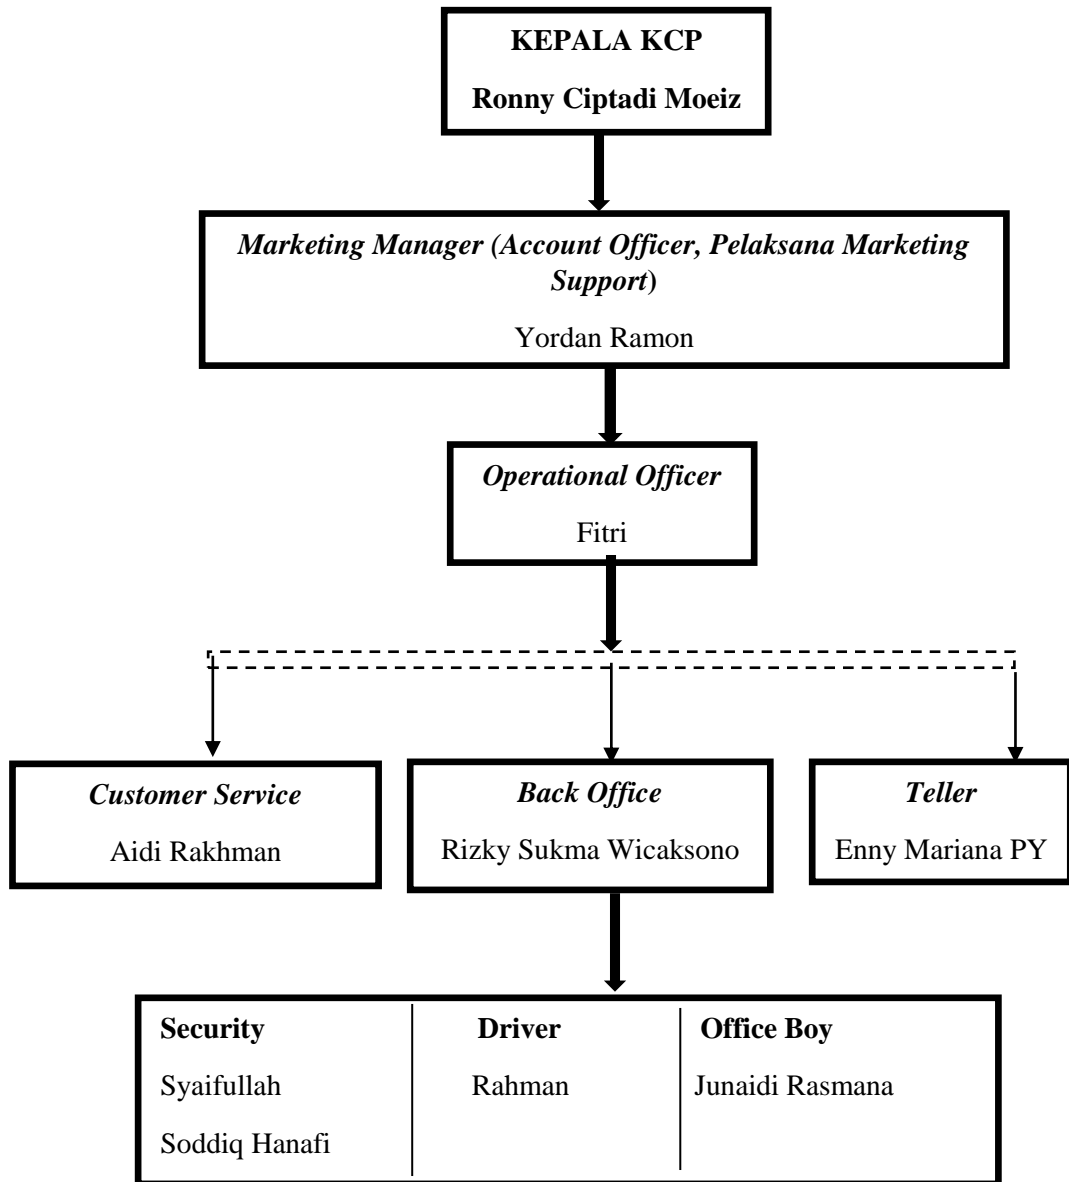 KEPALA KCP
Ronny Ciptadi Moeiz
Marketing Manager (Account Officer, Pelaksana Marketing
Support)
Yordan Ramon
Operational Officer
Fitri
Customer Service
Aidi Rakhman
Back Office
Rizky Sukma Wicaksono
Teller
Enny Mariana PY
Security
Syaifullah
Soddiq Hanafi
Driver
Rahman
Office Boy
Junaidi Rasmana